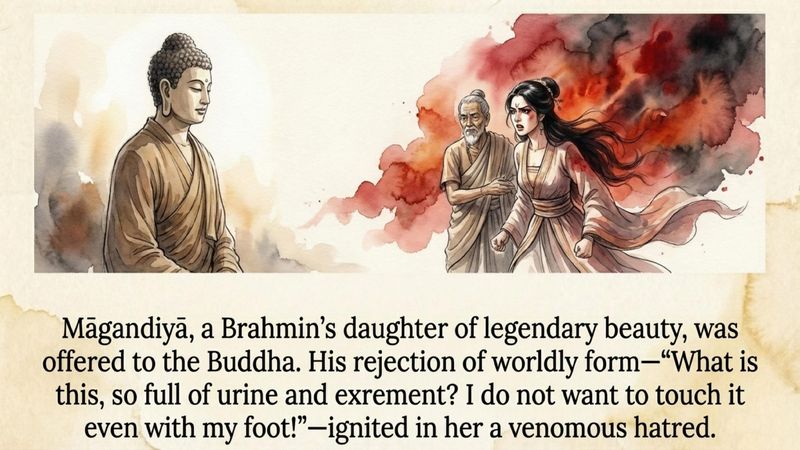 Māgandiyā, a Brahmin’s daughter of legendary beauty, was
offered to the Buddha. His rejection of worldly form—“What is
this, so full of urine and exrement? I do not want to touch it
even with my foot!”—ignited in her a venomous hatred.